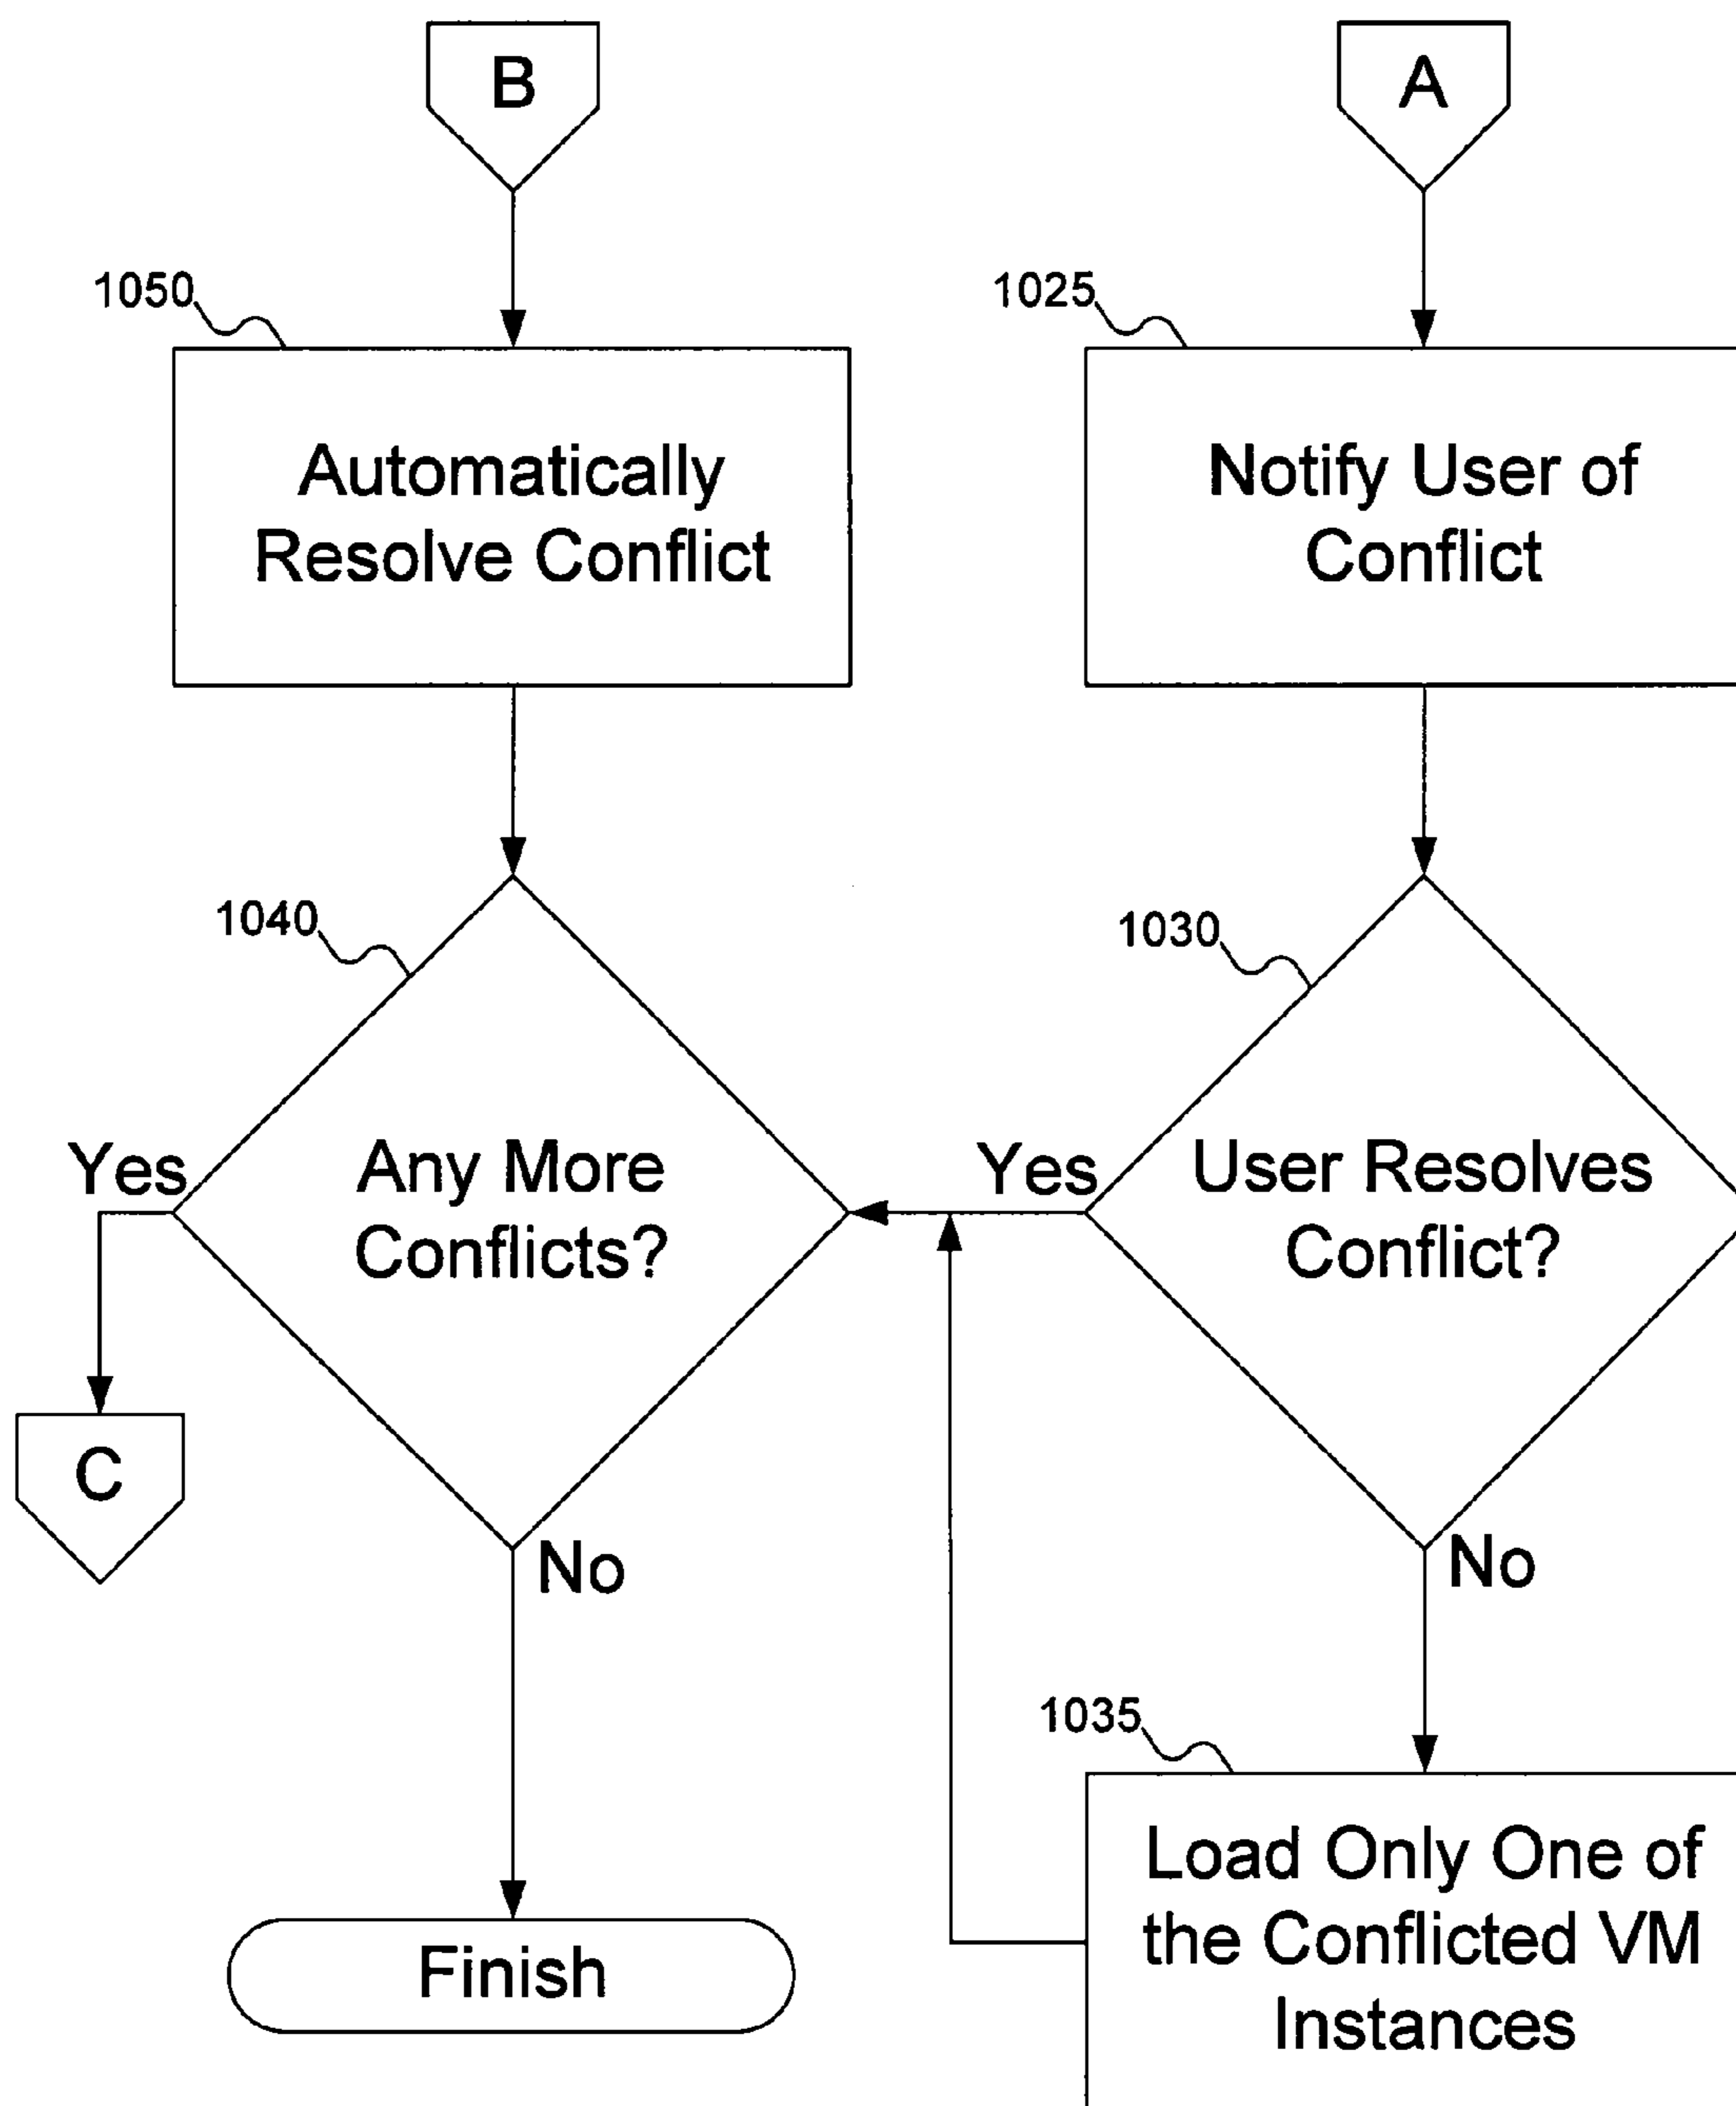 B
A
1050
1025
Automatically
Resolve Conflict
Notify User of
Conflict
1040
1030
Yes
Any More
Conflicts?
Yes
User Resolves
Conflict?
C
No
No
1035
Load Only One of
the Conflicted VM
Instances
Finish